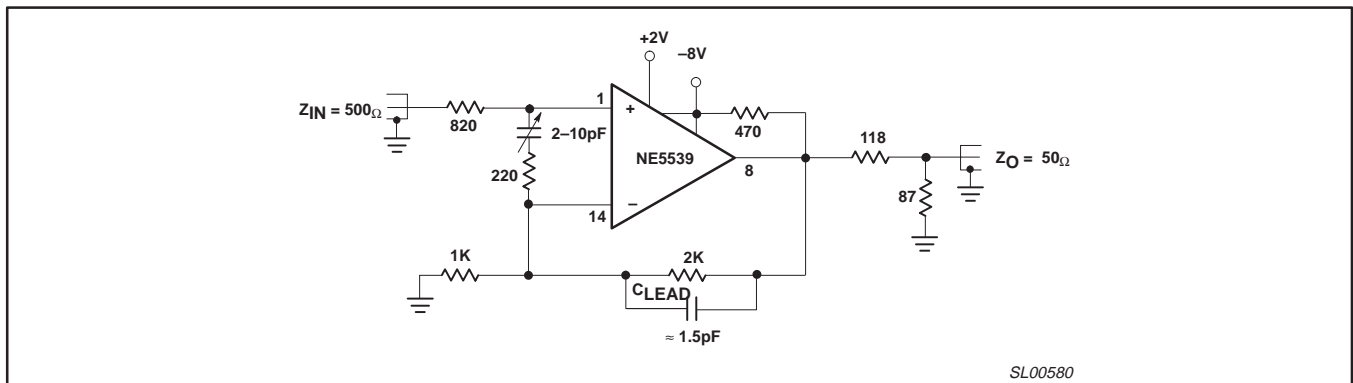 +2V
–8V
ZIN = 500Ω
820
1
+
2–10pF
470
118
NE5539
8
ZO = 50Ω
220
87
14
–
1K
2K
CLEAD
≈ 1.5pF
SL00580